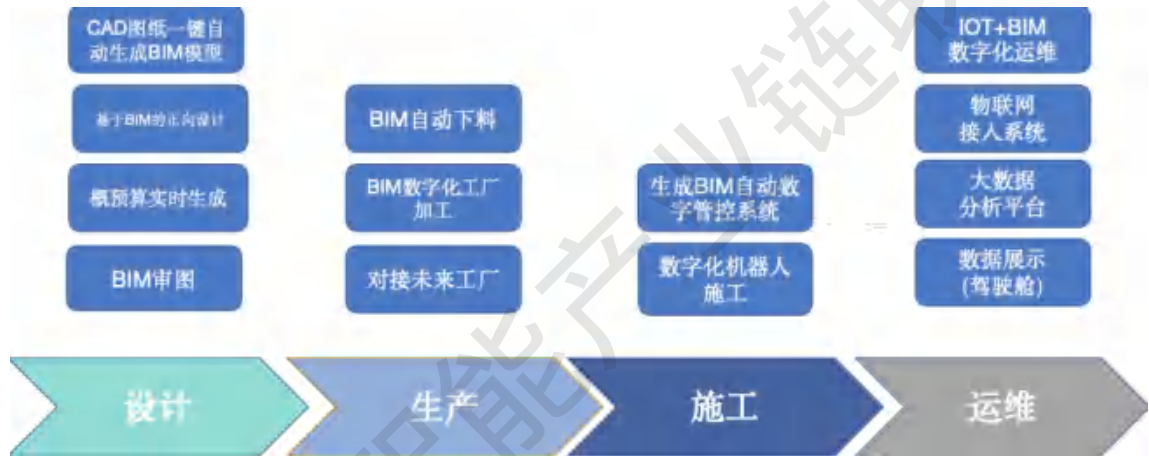 CAD图纸一键自
动生成BIM模型
基于BIM的正向设计
概预算实时生成
BIM审图
BIM自动下料
BIM数字化工厂
加工
对接未来工厂
生成BIM自动数
字管控系统
数字化机器人
施工
IOT+BIM
数字化运维
物联网
接入系统
大数据
分析平台
数据展示
(驾驶舱)
设计
生产
施工
运维
能产业链